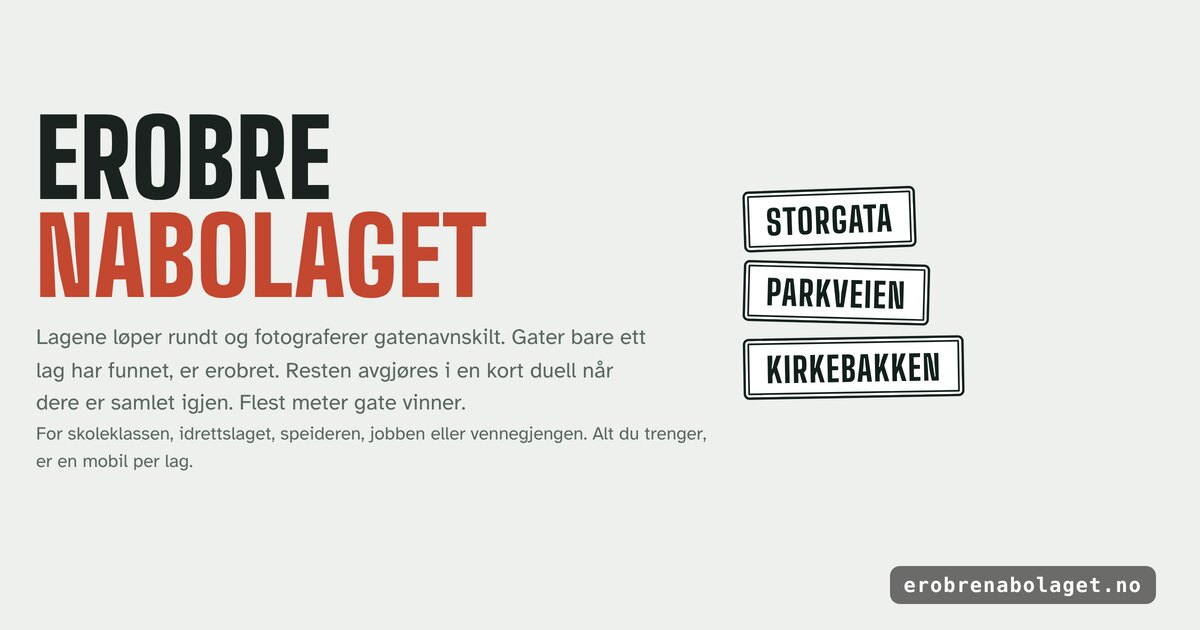 EROBRE
NABOLAGET
Lagene løper rundt og fotograferer gatenavnskilt. Gater bare ett
lag har funnet, er erobret. Resten avgjøres i en kort duell når
dere er samlet igjen. Flest meter gate vinner.
For skoleklassen, idrettslaget, speideren, jobben eller vennegjengen. Alt du trenger,
er en mobil per lag.
STORGATA
PARKVEIEN
KIRKEBAKKEN
erobrenabolaget.no